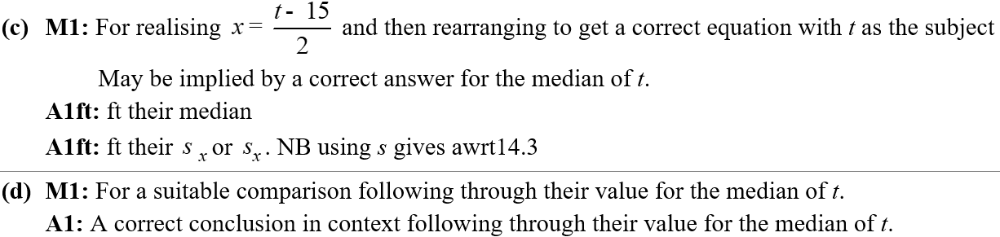 (c) M1: For realising x = \frac{t - 15}{2} and then rearranging to get a correct equation with t as the subject
May be implied by a correct answer for the median of t.
A1ft: ft their median
A1ft: ft their s_x or s_x. NB using s gives awrt14.3
(d) M1: For a suitable comparison following through their value for the median of t.
A1: A correct conclusion in context following through their value for the median of t.